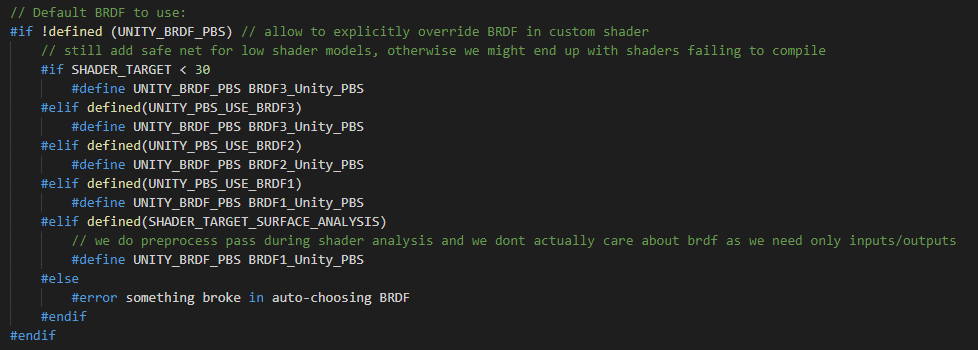 // Default BRDF to use:
#if !defined (UNITY_BRDF_PBS) // allow to explicitly override BRDF in custom shader
    // still add safe net for low shader models, otherwise we might end up with shaders failing to compile
    #if SHADER_TARGET < 30
        #define UNITY_BRDF_PBS BRDF3_Unity_PBS
    #elif defined(UNITY_PBS_USE_BRDF3)
        #define UNITY_BRDF_PBS BRDF3_Unity_PBS
    #elif defined(UNITY_PBS_USE_BRDF2)
        #define UNITY_BRDF_PBS BRDF2_Unity_PBS
    #elif defined(UNITY_PBS_USE_BRDF1)
        #define UNITY_BRDF_PBS BRDF1_Unity_PBS
    #elif defined(SHADER_TARGET_SURFACE_ANALYSIS)
        // we do preprocess pass during shader analysis and we dont actually care about brdf as we need only inputs/outputs
        #define UNITY_BRDF_PBS BRDF1_Unity_PBS
    #else
        #error something broke in auto-choosing BRDF
    #endif
#endif